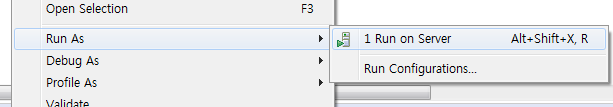 Open Selection F3
Run As
1 Run on Server Alt+Shift+X, R
Debug As
Run Configurations...
Profile As
Validate